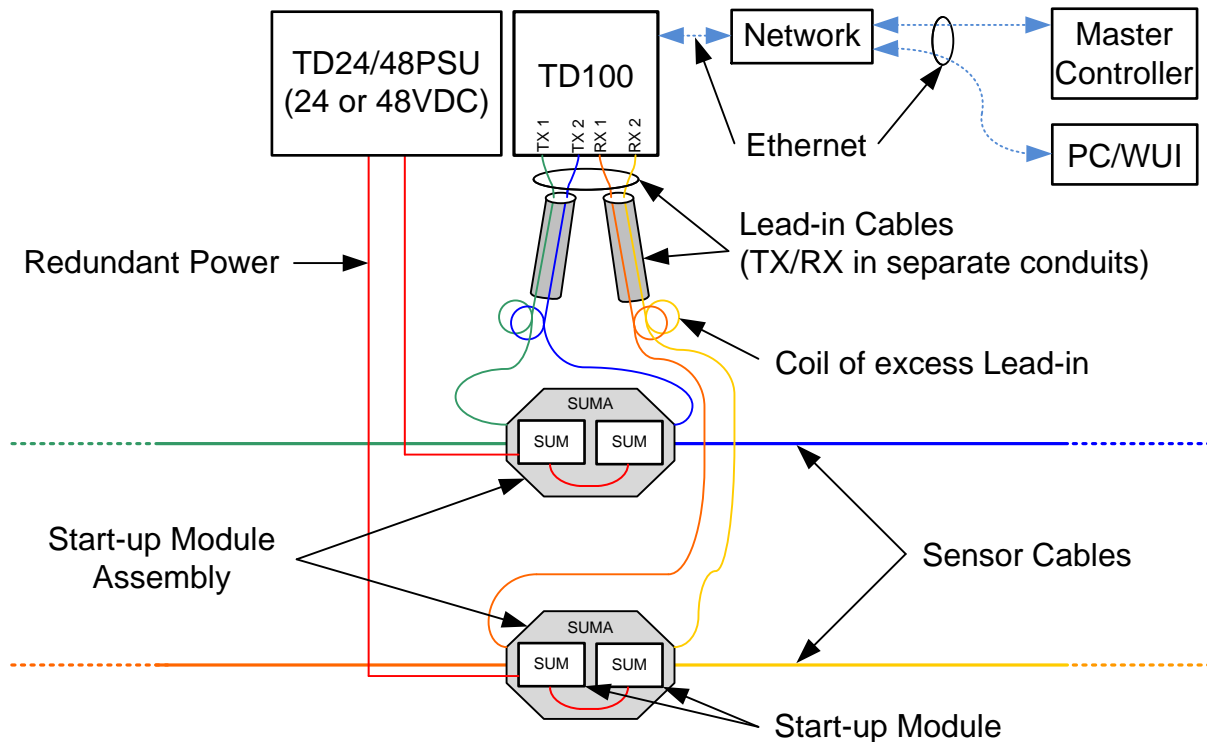 TD24/48PSU
(24 or 48VDC)
TD100
TX 1
TX 2
RX 1
RX 2
Network
Master
Controller
Ethernet
PC/WUI
Lead-in Cables
(TX/RX in separate conduits)
Redundant Power
Coil of excess Lead-in
SUMA
SUM
SUM
Start-up Module
Assembly
Sensor Cables
SUMA
SUM
SUM
Start-up Module